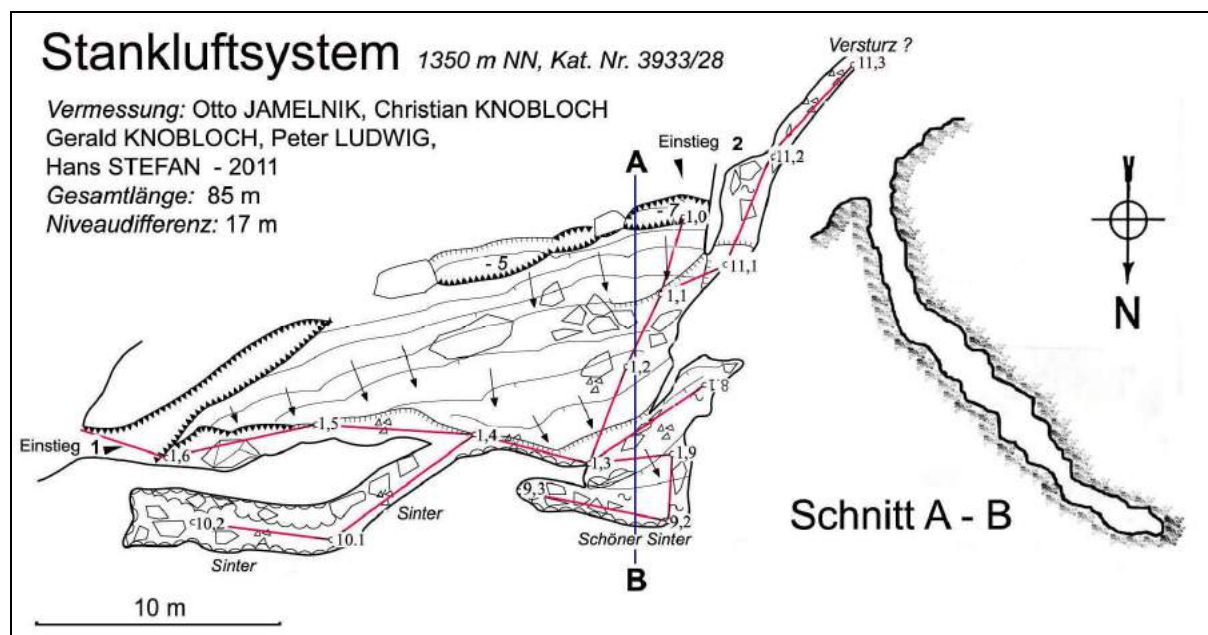 Stankluftsystem 1350 m NN, Kat. Nr. 3933/28
Vermessung: Otto JAMELNIK, Christian KNOBLOCH
Gerald KNOBLOCH, Peter LUDWIG,
Hans STEFAN - 2011
Gesamtlänge: 85 m
Niveaudifferenz: 17 m
Versturz ?
11,3
Einstieg 2
11,2
A
- 7
1,0
- 5
11,1
1,1
N
1,2
1,8
1,5
1,4
Einstieg 1
1,6
1,3
1,9
9,3
9,2
10,2
10.1
Sinter
Sinter
Schöner Sinter
Schnitt A - B
B
10 m